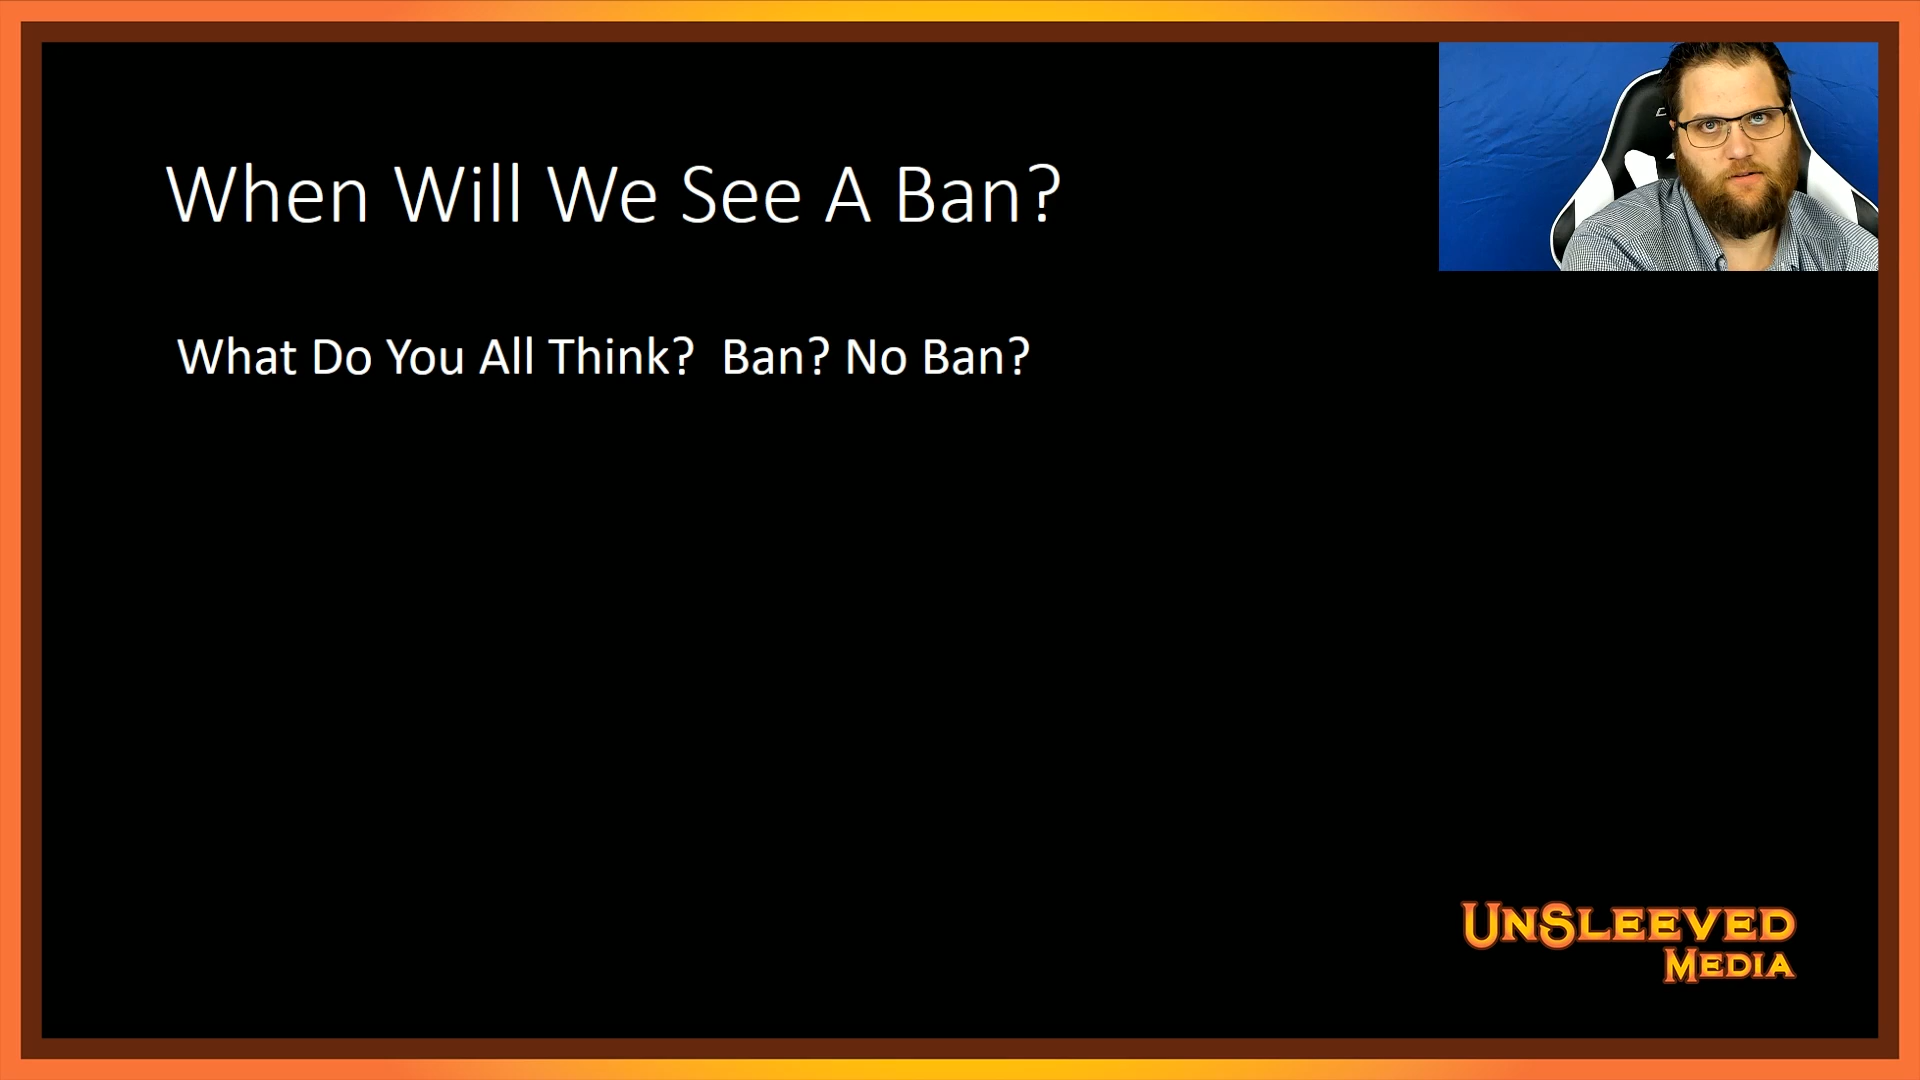 When Will We See A Ban?
What Do You All Think?  Ban? No Ban?
UNSLEEVED
MEDIA